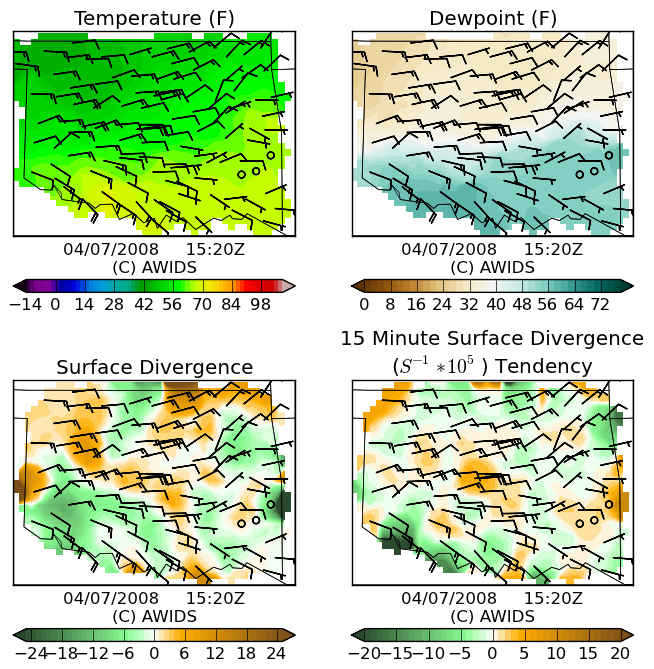 Temperature (F)
Dewpoint (F)
04/07/2008 15:20Z
(C) AWIDS
04/07/2008 15:20Z
(C) AWIDS
−14 0 14 28 42 56 70 84 98
0 8 16 24 32 40 48 56 64 72
15 Minute Surface Divergence
Surface Divergence
(S⁻¹ *10⁵ ) Tendency
04/07/2008 15:20Z
(C) AWIDS
04/07/2008 15:20Z
(C) AWIDS
−24 −18 −12 −6 0 6 12 18 24
−20 −15 −10 −5 0 5 10 15 20